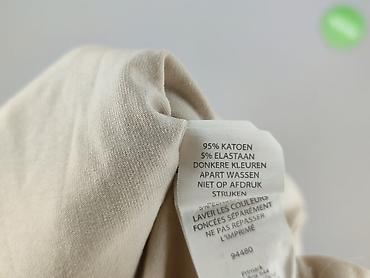 95% KATOEN
5% ELASTAAN
DONKERE KLEUREN
APART WASSEN
NIET OP AFDRUK
STRIJKEN
LAVER LES COULEURS
FONCÉES SÉPARÉMENT
NE PAS REPASSER
L'IMPRIMÉ
94480